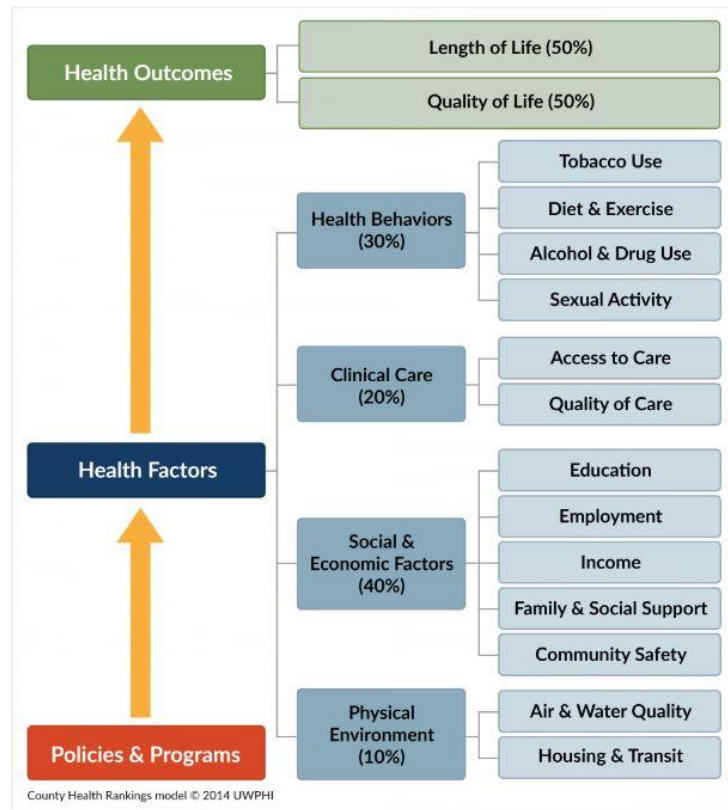 Health Outcomes
Length of Life (50%)
Quality of Life (50%)
Health Factors
Health Behaviors
(30%)
Tobacco Use
Diet & Exercise
Alcohol & Drug Use
Sexual Activity
Clinical Care
(20%)
Access to Care
Quality of Care
Social &
Economic Factors
(40%)
Education
Employment
Income
Family & Social Support
Community Safety
Physical
Environment
(10%)
Air & Water Quality
Housing & Transit
Policies & Programs
County Health Rankings model © 2014 UWPHI